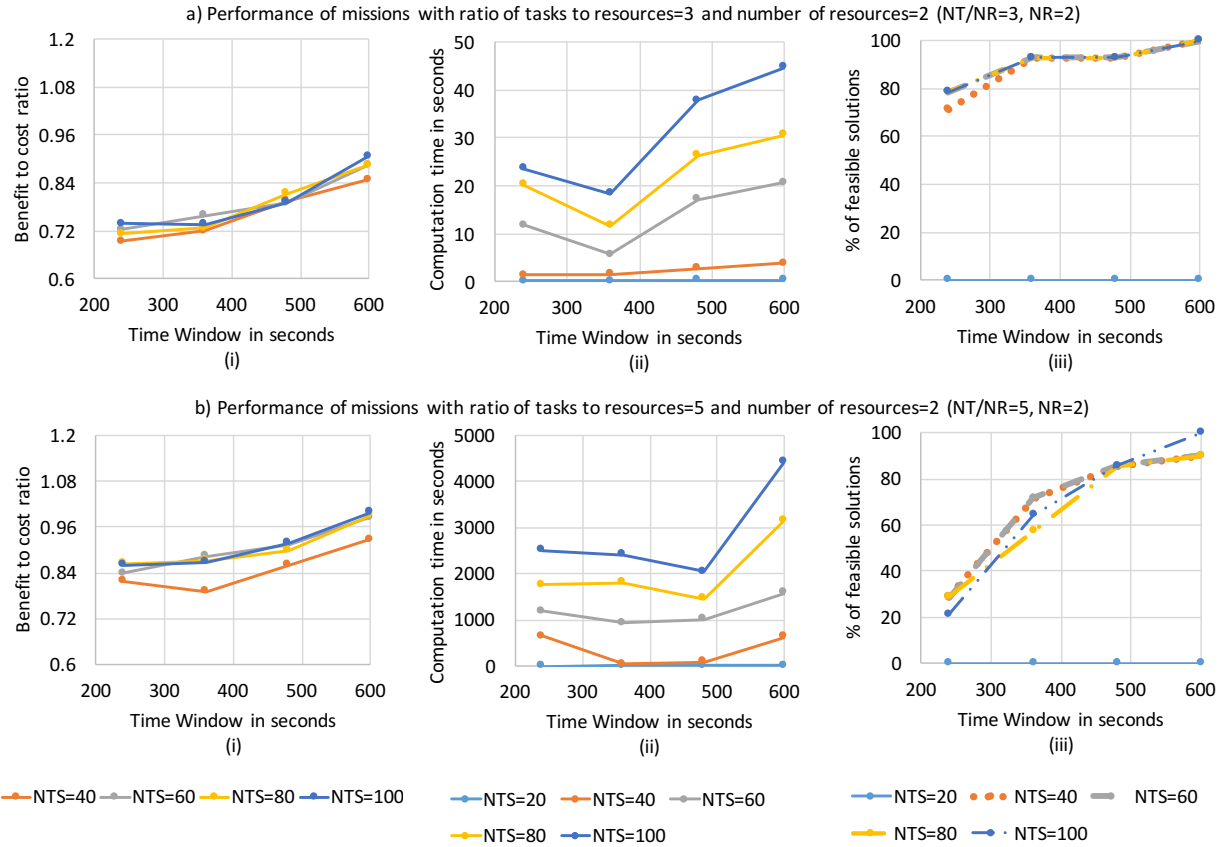 a) Performance of missions with ratio of tasks to resources=3 and number of resources=2 (NT/NR=3, NR=2)
Benefit to cost ratio
1.2
1.08
0.96
0.84
0.72
0.6
200 300 400 500 600
Time Window in seconds
(i)
Computation time in seconds
50
40
30
20
10
0
200 300 400 500 600
Time Window in seconds
(ii)
% of feasible solutions
100
80
60
40
20
0
200 300 400 500 600
Time Window in seconds
(iii)
b) Performance of missions with ratio of tasks to resources=5 and number of resources=2 (NT/NR=5, NR=2)
Benefit to cost ratio
1.2
1.08
0.96
0.84
0.72
0.6
200 300 400 500 600
Time Window in seconds
(i)
Computation time in seconds
5000
4000
3000
2000
1000
0
200 300 400 500 600
Time Window in seconds
(ii)
% of feasible solutions
100
80
60
40
20
0
200 300 400 500 600
Time Window in seconds
(iii)
NTS=40 NTS=60 NTS=80 NTS=100
NTS=20 NTS=40 NTS=60
NTS=80 NTS=100
NTS=20 NTS=40 NTS=60
NTS=80 NTS=100